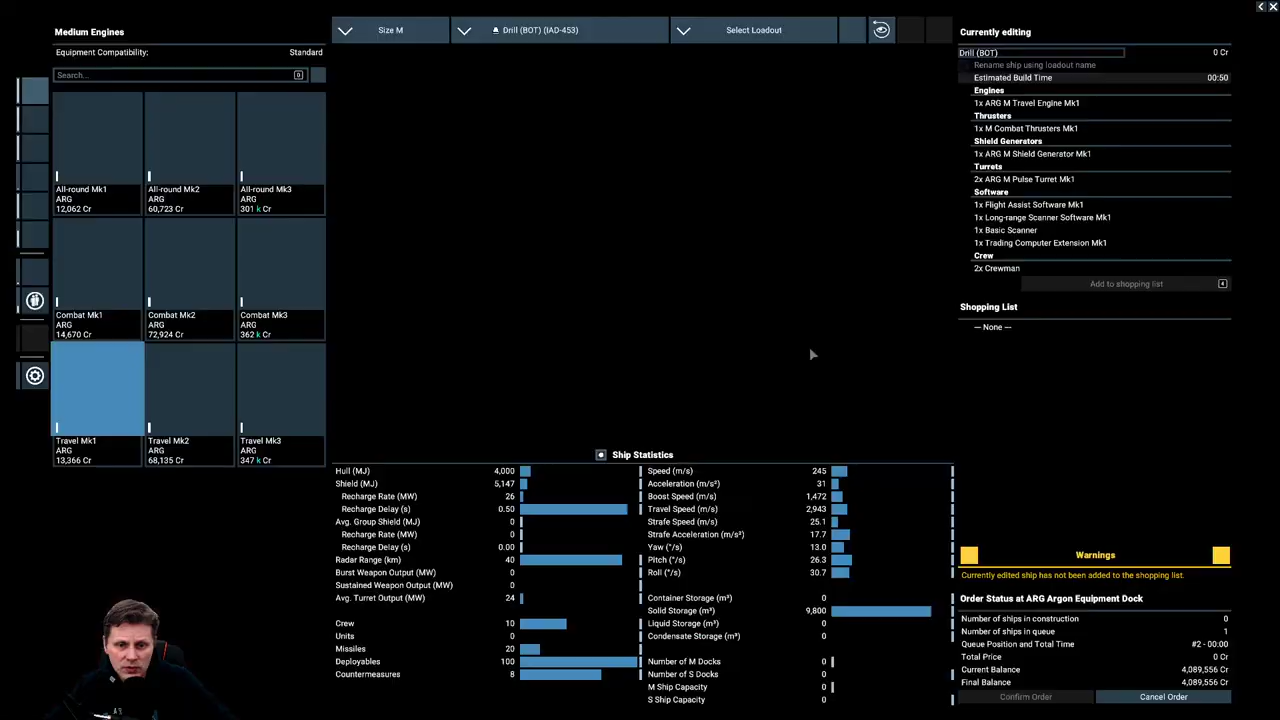 Medium Engines
Equipment Compatibility: Standard
Search...
All-round Mk1
ARG
12,062 Cr
All-round Mk2
ARG
60,723 Cr
All-round Mk3
ARG
301 k Cr
Combat Mk1
ARG
14,670 Cr
Combat Mk2
ARG
72,924 Cr
Combat Mk3
ARG
362 k Cr
Travel Mk1
ARG
13,366 Cr
Travel Mk2
ARG
68,135 Cr
Travel Mk3
ARG
347 k Cr
Size M
Drill (BOT) (IAD-453)
Select Loadout
Ship Statistics
Hull (MJ) 4,000
Shield (MJ) 5,147
Recharge Rate (MW) 26
Recharge Delay (s) 0.50
Avg. Group Shield (MJ) 0
Recharge Rate (MW) 0
Recharge Delay (s) 0.00
Radar Range (km) 40
Burst Weapon Output (MW) 0
Sustained Weapon Output (MW) 0
Avg. Turret Output (MW) 24
Crew 10
Units 0
Missiles 20
Deployables 100
Countermeasures 8
Speed (m/s) 245
Acceleration (m/s²) 31
Boost Speed (m/s) 1,472
Travel Speed (m/s) 2,943
Strafe Speed (m/s) 25.1
Strafe Acceleration (m/s²) 17.7
Yaw (°/s) 13.0
Pitch (°/s) 26.3
Roll (°/s) 30.7
Container Storage (m³) 0
Solid Storage (m³) 9,800
Liquid Storage (m³) 0
Condensate Storage (m³) 0
Number of M Docks 0
Number of S Docks 0
M Ship Capacity 0
S Ship Capacity 0
Currently editing
Drill (BOT) 0 Cr
Rename ship using loadout name
Estimated Build Time 00:50
Engines
1x ARG M Travel Engine Mk1
Thrusters
1x M Combat Thrusters Mk1
Shield Generators
1x ARG M Shield Generator Mk1
Turrets
2x ARG M Pulse Turret Mk1
Software
1x Flight Assist Software Mk1
1x Long-range Scanner Software Mk1
1x Basic Scanner
1x Trading Computer Extension Mk1
Crew
2x Crewman
Add to shopping list
Shopping List
— None —
Warnings
Currently edited ship has not been added to the shopping list.
Order Status at ARG Argon Equipment Dock
Number of ships in construction 0
Number of ships in queue 1
Queue Position and Total Time #2 - 00:00
Total Price 0 Cr
Current Balance 4,089,556 Cr
Final Balance 4,089,556 Cr
Confirm Order
Cancel Order